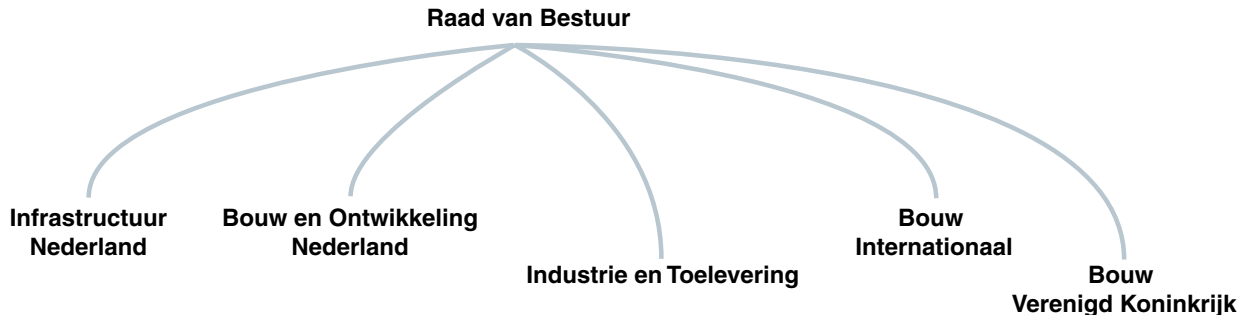 Raad van Bestuur
Infrastructuur
Nederland
Bouw en Ontwikkeling
Nederland
Industrie en Toelevering
Bouw
Internationaal
Bouw
Verenigd Koninkrijk